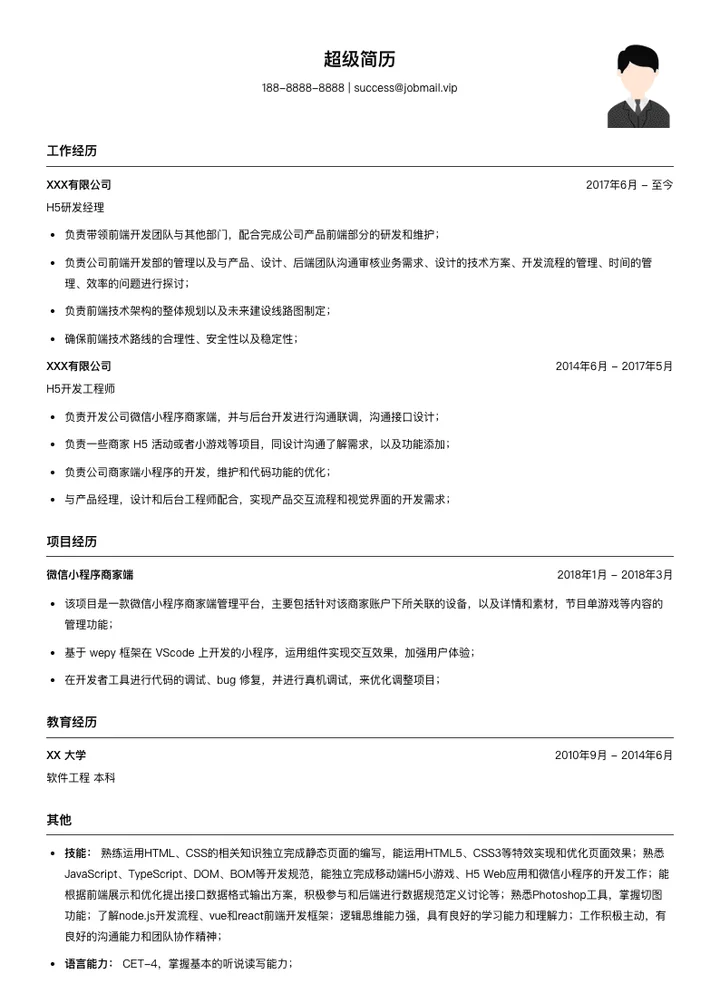 超级简历
188-8888-8888 | success@jobmail.vip
工作经历
XXX有限公司 2017年6月 – 至今
H5研发经理
• 负责带领前端开发团队与其他部门，配合完成公司产品前端部分的研发和维护；
• 负责公司前端开发部的管理以及与产品、设计、后端团队沟通审核业务需求、设计的技术方案、开发流程的管理、时间的管
理、效率的问题进行探讨；
• 负责前端技术架构的整体规划以及未来建设线路图制定；
• 确保前端技术路线的合理性、安全性以及稳定性；
XXX有限公司 2014年6月 – 2017年5月
H5开发工程师
• 负责开发公司微信小程序商家端，并与后台开发进行沟通联调，沟通接口设计；
• 负责一些商家 H5 活动或者小游戏等项目，同设计沟通了解需求，以及功能添加；
• 负责公司商家端小程序的开发，维护和代码功能的优化；
• 与产品经理，设计和后台工程师配合，实现产品交互流程和视觉界面的开发需求；
项目经历
微信小程序商家端 2018年1月 – 2018年3月
• 该项目是一款微信小程序商家端管理平台，主要包括针对该商家账户下所关联的设备，以及详情和素材，节目单游戏等内容的
管理功能；
• 基于 wepy 框架在 VScode 上开发的小程序，运用组件实现交互效果，加强用户体验；
• 在开发者工具进行代码的调试、bug 修复，并进行真机调试，来优化调整项目；
教育经历
XX 大学 2010年9月 – 2014年6月
软件工程 本科
其他
• 技能： 熟练运用HTML、CSS的相关知识独立完成静态页面的编写，能运用HTML5、CSS3等特效实现和优化页面效果；熟悉
JavaScript、TypeScript、DOM、BOM等开发规范，能独立完成移动端H5小游戏、H5 Web应用和微信小程序的开发工作；能
根据前端展示和优化提出接口数据格式输出方案，积极参与和后端进行数据规范定义讨论等；熟悉Photoshop工具，掌握切图
功能；了解node.js开发流程、vue和react前端开发框架；逻辑思维能力强，具有良好的学习能力和理解力；工作积极主动，有
良好的沟通能力和团队协作精神；
• 语言能力： CET-4，掌握基本的听说读写能力；